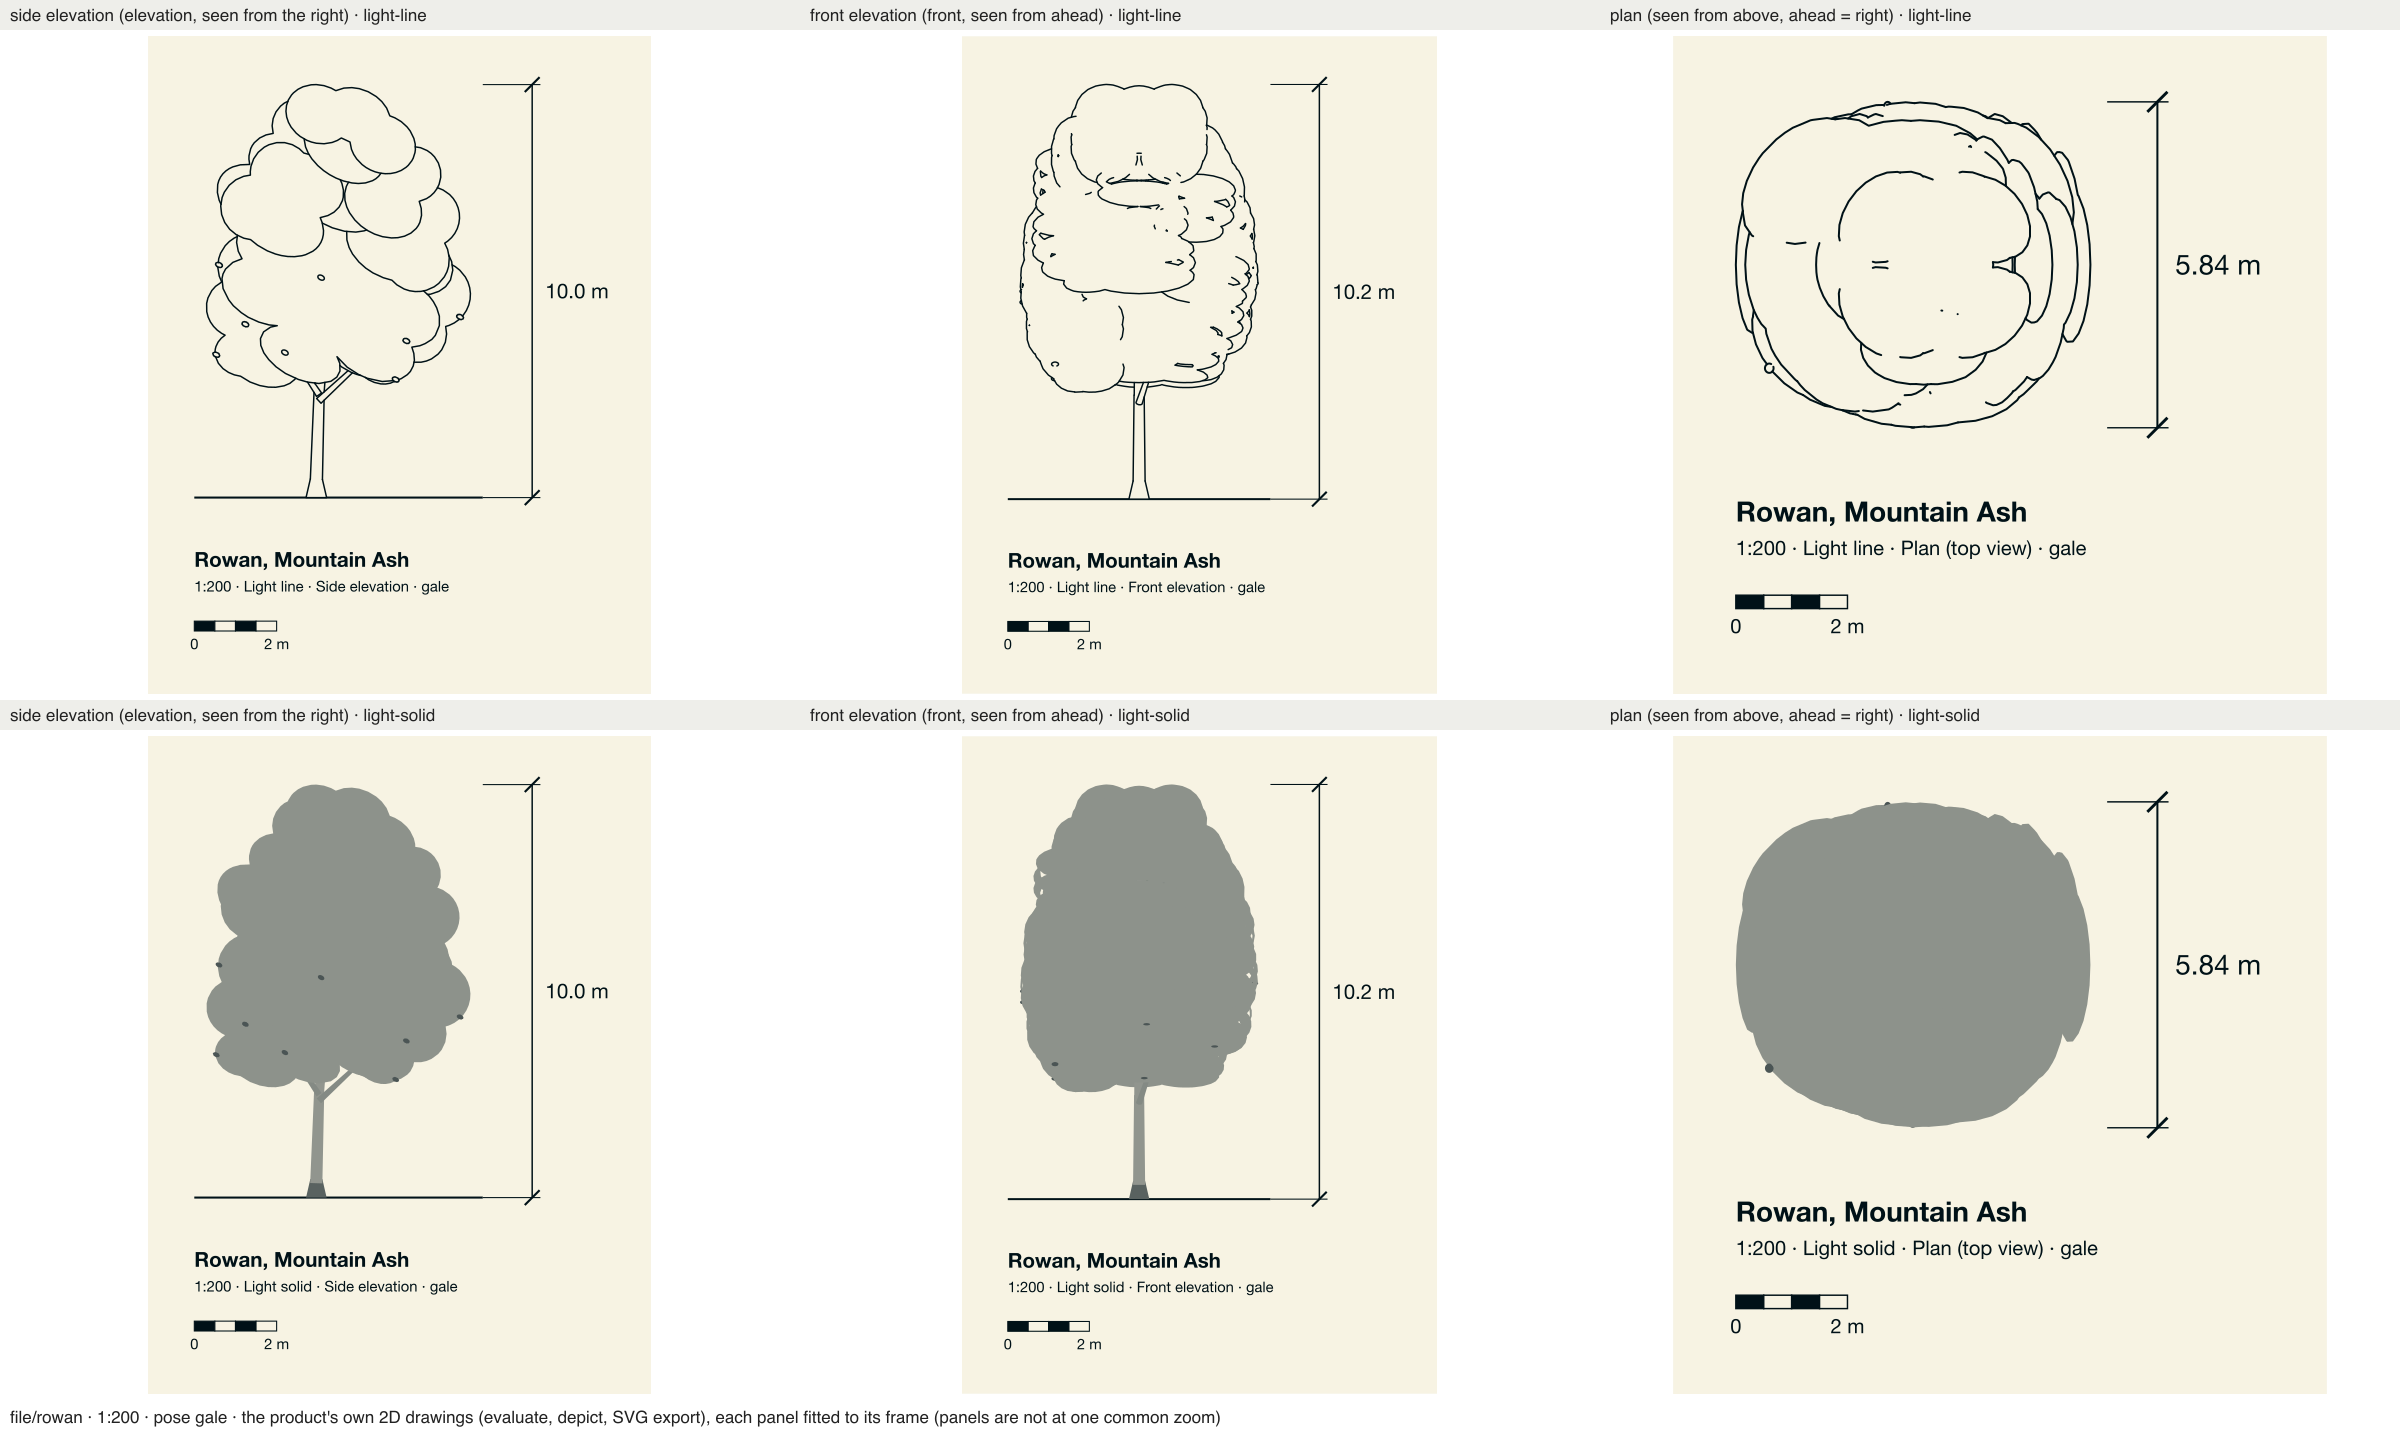 side elevation (elevation, seen from the right) · light-line
front elevation (front, seen from ahead) · light-line
plan (seen from above, ahead = right) · light-line
10.0 m
10.2 m
5.84 m
Rowan, Mountain Ash
1:200 · Light line · Side elevation · gale
0 2 m
Rowan, Mountain Ash
1:200 · Light line · Front elevation · gale
0 2 m
Rowan, Mountain Ash
1:200 · Light line · Plan (top view) · gale
0 2 m
side elevation (elevation, seen from the right) · light-solid
front elevation (front, seen from ahead) · light-solid
plan (seen from above, ahead = right) · light-solid
10.0 m
10.2 m
5.84 m
Rowan, Mountain Ash
1:200 · Light solid · Side elevation · gale
0 2 m
Rowan, Mountain Ash
1:200 · Light solid · Front elevation · gale
0 2 m
Rowan, Mountain Ash
1:200 · Light solid · Plan (top view) · gale
0 2 m
file/rowan · 1:200 · pose gale · the product's own 2D drawings (evaluate, depict, SVG export), each panel fitted to its frame (panels are not at one common zoom)